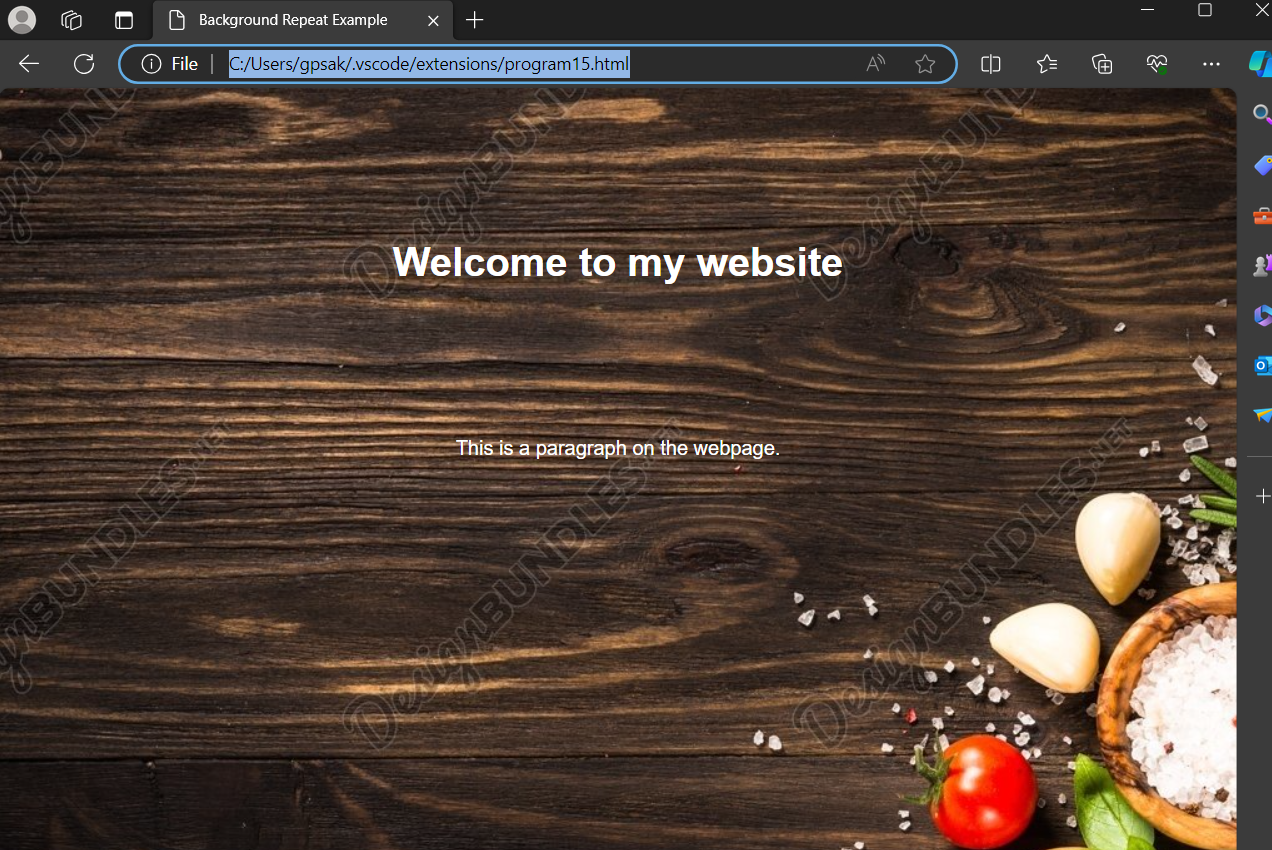 Background Repeat Example
File
C:/Users/gpsak/.vscode/extensions/program15.html
Welcome to my website
This is a paragraph on the webpage.
DesignBUNDLES.NET
DesignBUNDLES.NET
DesignBUNDLES.NET